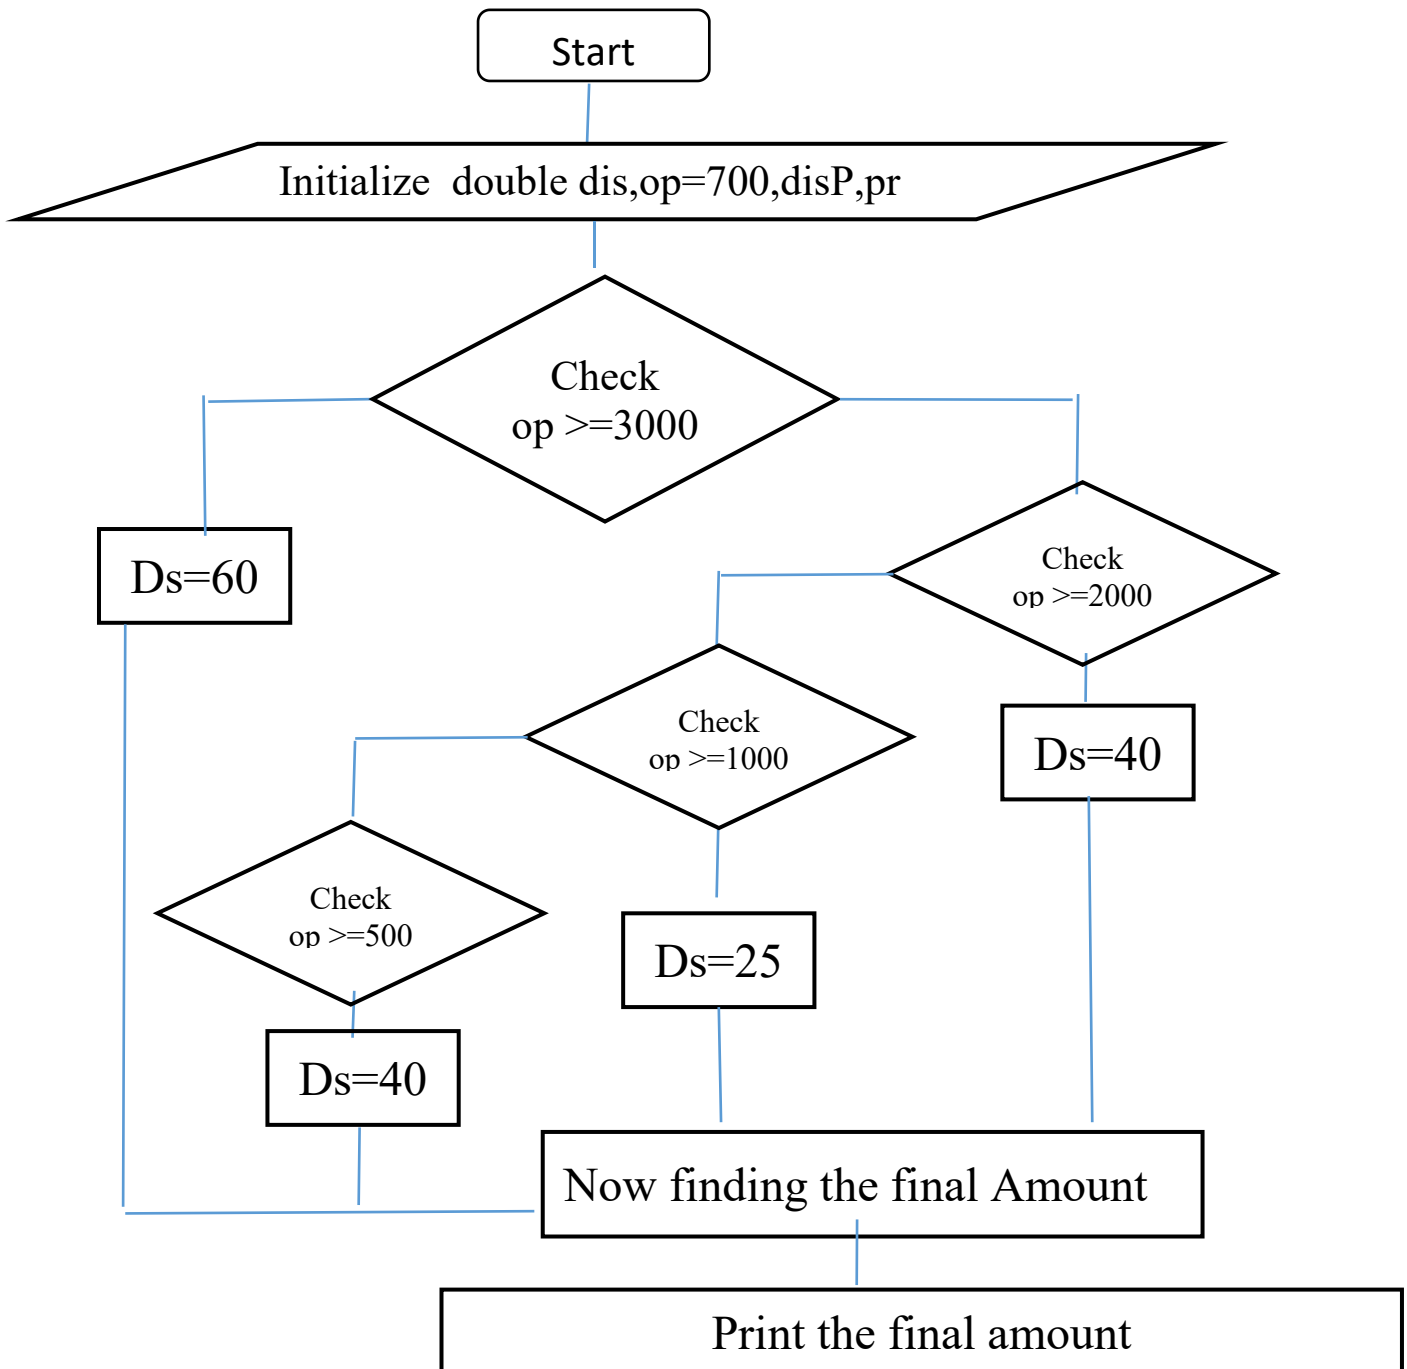 Start
Initialize  double dis,op=700,disP,pr
Check
op >=3000
Ds=60
Check
op >=2000
Check
op >=1000
Ds=40
Check
op >=500
Ds=25
Ds=40
Now finding the final Amount
Print the final amount